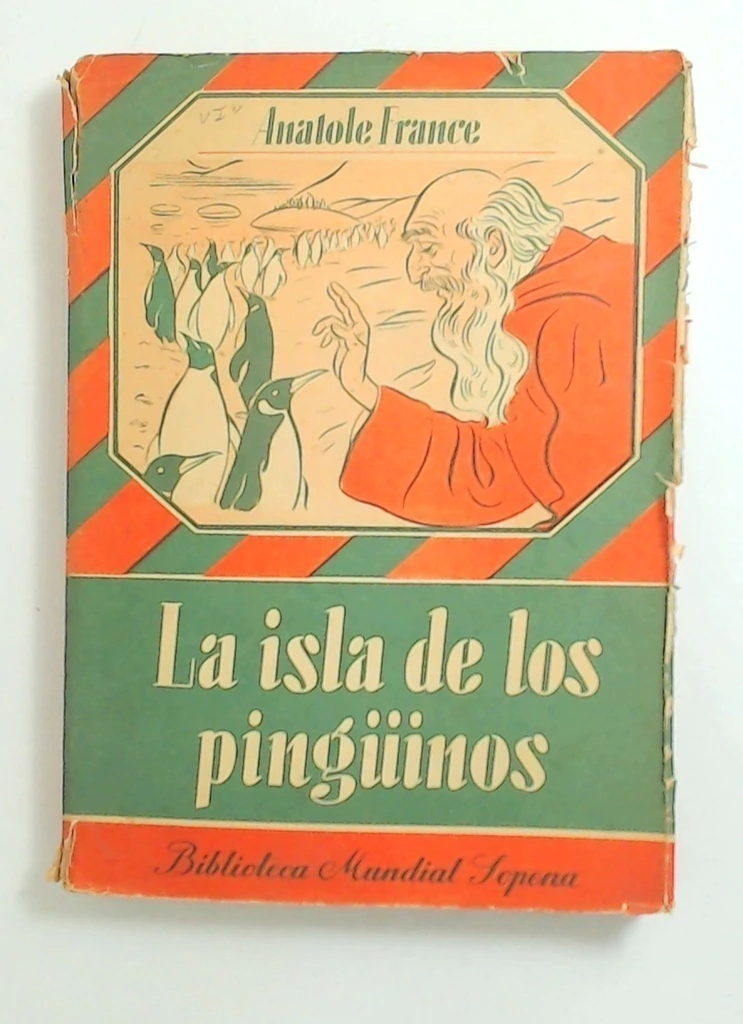 Anatole France
La isla de los
pingüinos
Biblioteca Mundial Sopena